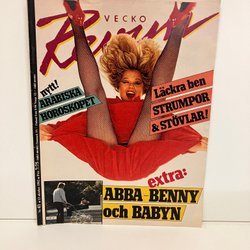 VECKO
Revyn
nytt!
ARABISKA
HOROSKOPET
Läckra ben
STRUMPOR
& STÖVLAR!
extra:
ABBA BENNY
och BABYN